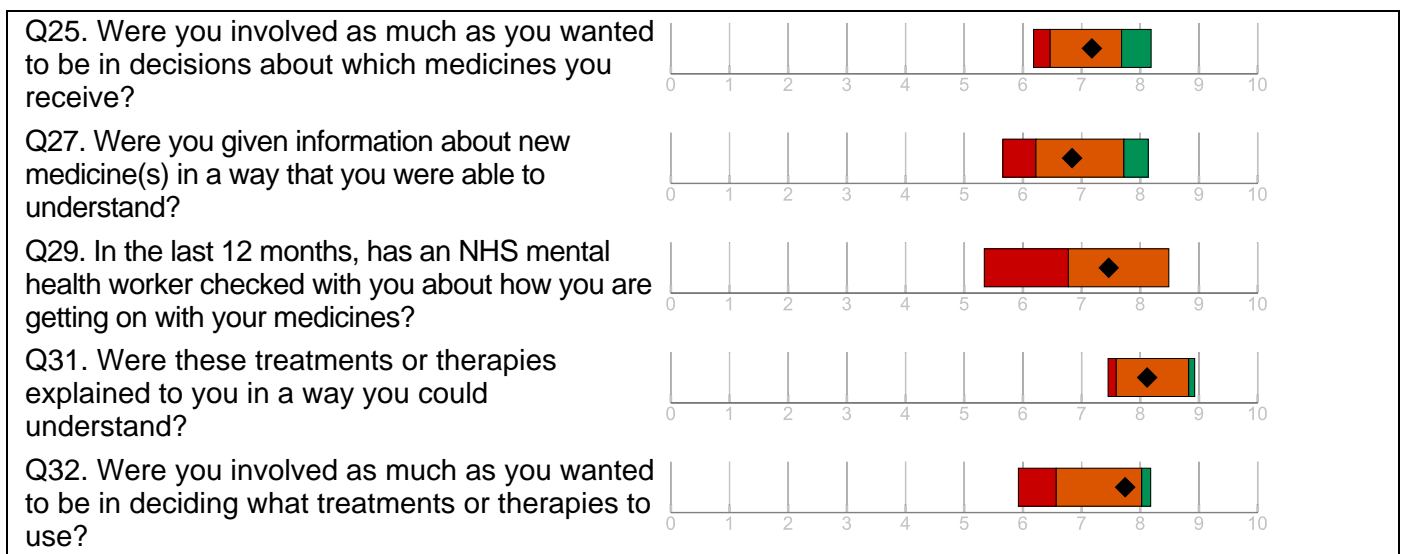 Q25. Were you involved as much as you wanted
to be in decisions about which medicines you
receive?
0 1 2 3 4 5 6 7 8 9 10
Q27. Were you given information about new
medicine(s) in a way that you were able to
understand?
0 1 2 3 4 5 6 7 8 9 10
Q29. In the last 12 months, has an NHS mental
health worker checked with you about how you are
getting on with your medicines?
0 1 2 3 4 5 6 7 8 9 10
Q31. Were these treatments or therapies
explained to you in a way you could
understand?
0 1 2 3 4 5 6 7 8 9 10
Q32. Were you involved as much as you wanted
to be in deciding what treatments or therapies to
use?
0 1 2 3 4 5 6 7 8 9 10